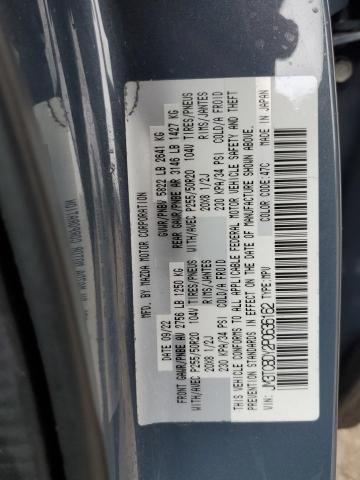 MFD. BY MAZDA MOTOR CORPORATION
DATE 09/22 GVWR/PNBV 5822 LB 2641 KG
FRONT GAWR/PNBE AV 2756 LB 1250 KG REAR GAWR/PNBE AR 3146 LB 1427 KG
WITH/AVEC P255/50R20 104V TIRES/PNEUS WITH/AVEC P255/50R20 104V TIRES/PNEUS
20X8 1/2J RIMS/JANTES 20X8 1/2J RIMS/JANTES
230 KPA/34 PSI COLD/A FROID 230 KPA/34 PSI COLD/A FROID
THIS VEHICLE CONFORMS TO ALL APPLICABLE FEDERAL MOTOR VEHICLE SAFETY AND THEFT
PREVENTION STANDARDS IN EFFECT ON THE DATE OF MANUFACTURE SHOWN ABOVE.
VIN: TYPE:MPV COLOR CODE:47C MADE IN JAPAN